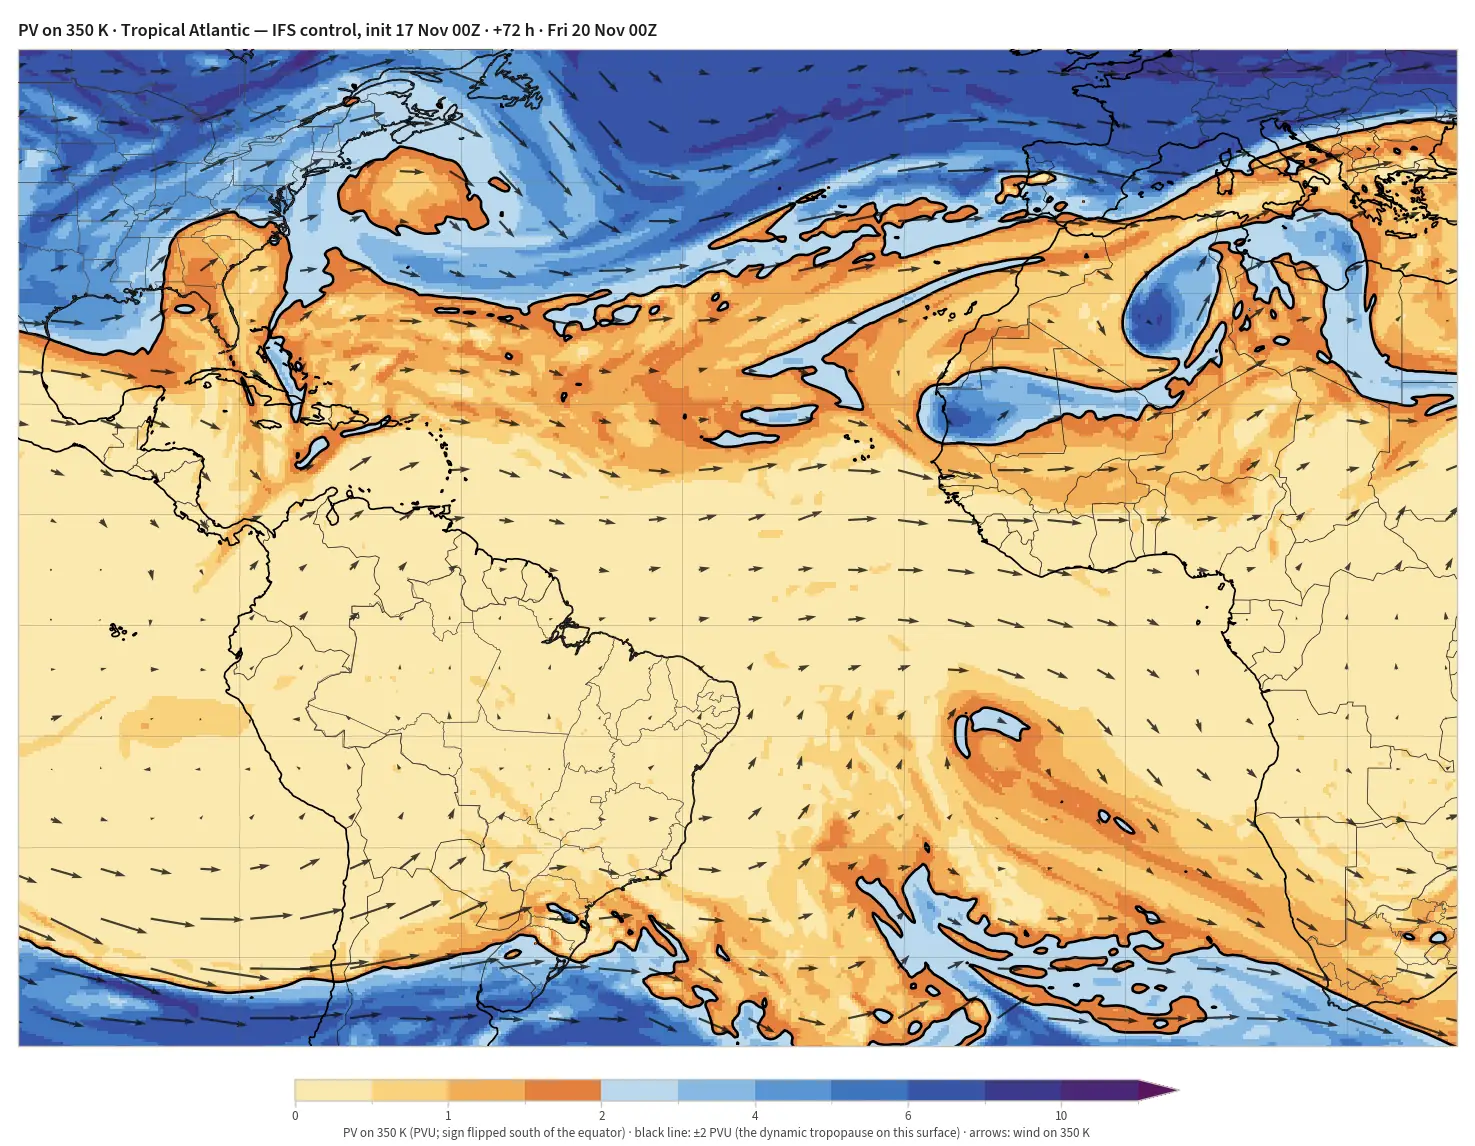 PV on 350 K · Tropical Atlantic — IFS control, init 17 Nov 00Z · +72 h · Fri 20 Nov 00Z
0 1 2 4 6 10
PV on 350 K (PVU; sign flipped south of the equator) · black line: ±2 PVU (the dynamic tropopause on this surface) · arrows: wind on 350 K